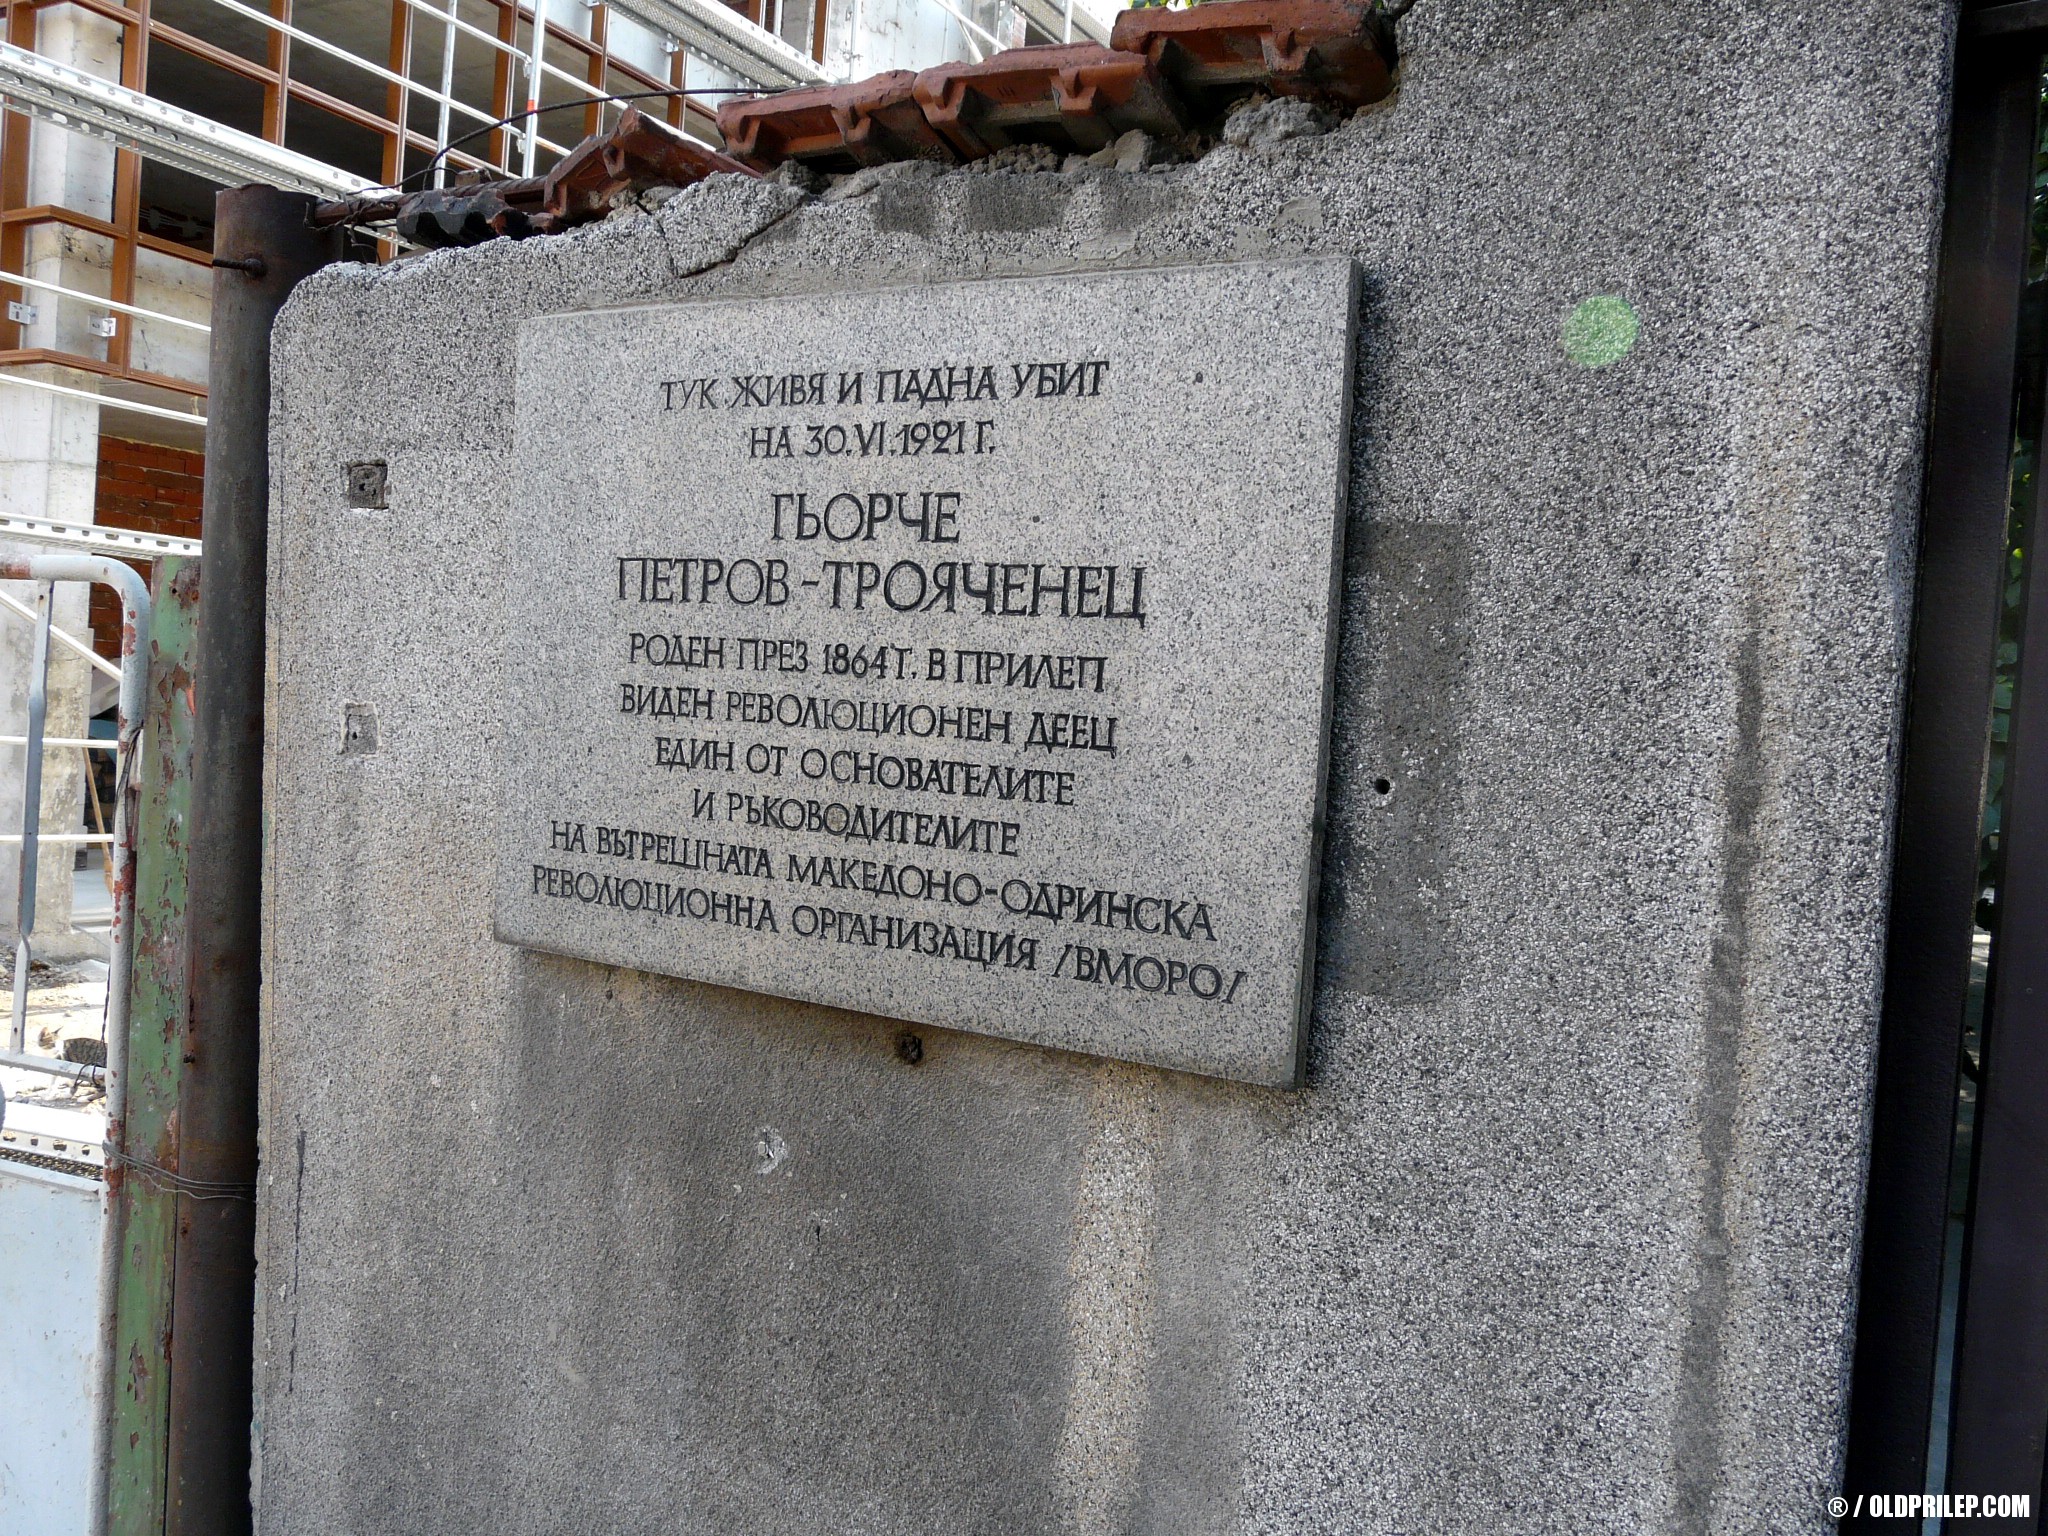 ТУК ЖИВЯ И ПАДНА УБИТ
НА 30.VI.1921 Г.
ГЬОРЧЕ
ПЕТРОВ-ТРОЯЧЕНЕЦ
РОДЕН ПРЕЗ 1864 Г. В ПРИЛЕП
ВИДЕН РЕВОЛЮЦИОНЕН ДЕЕЦ
ЕДИН ОТ ОСНОВАТЕЛИТЕ
И РЪКОВОДИТЕЛИТЕ
НА ВЪТРЕШНАТА МАКЕДОНО-ОДРИНСКА
РЕВОЛЮЦИОННА ОРГАНИЗАЦИЯ /ВМОРО/
® / OLDPRILEP.COM